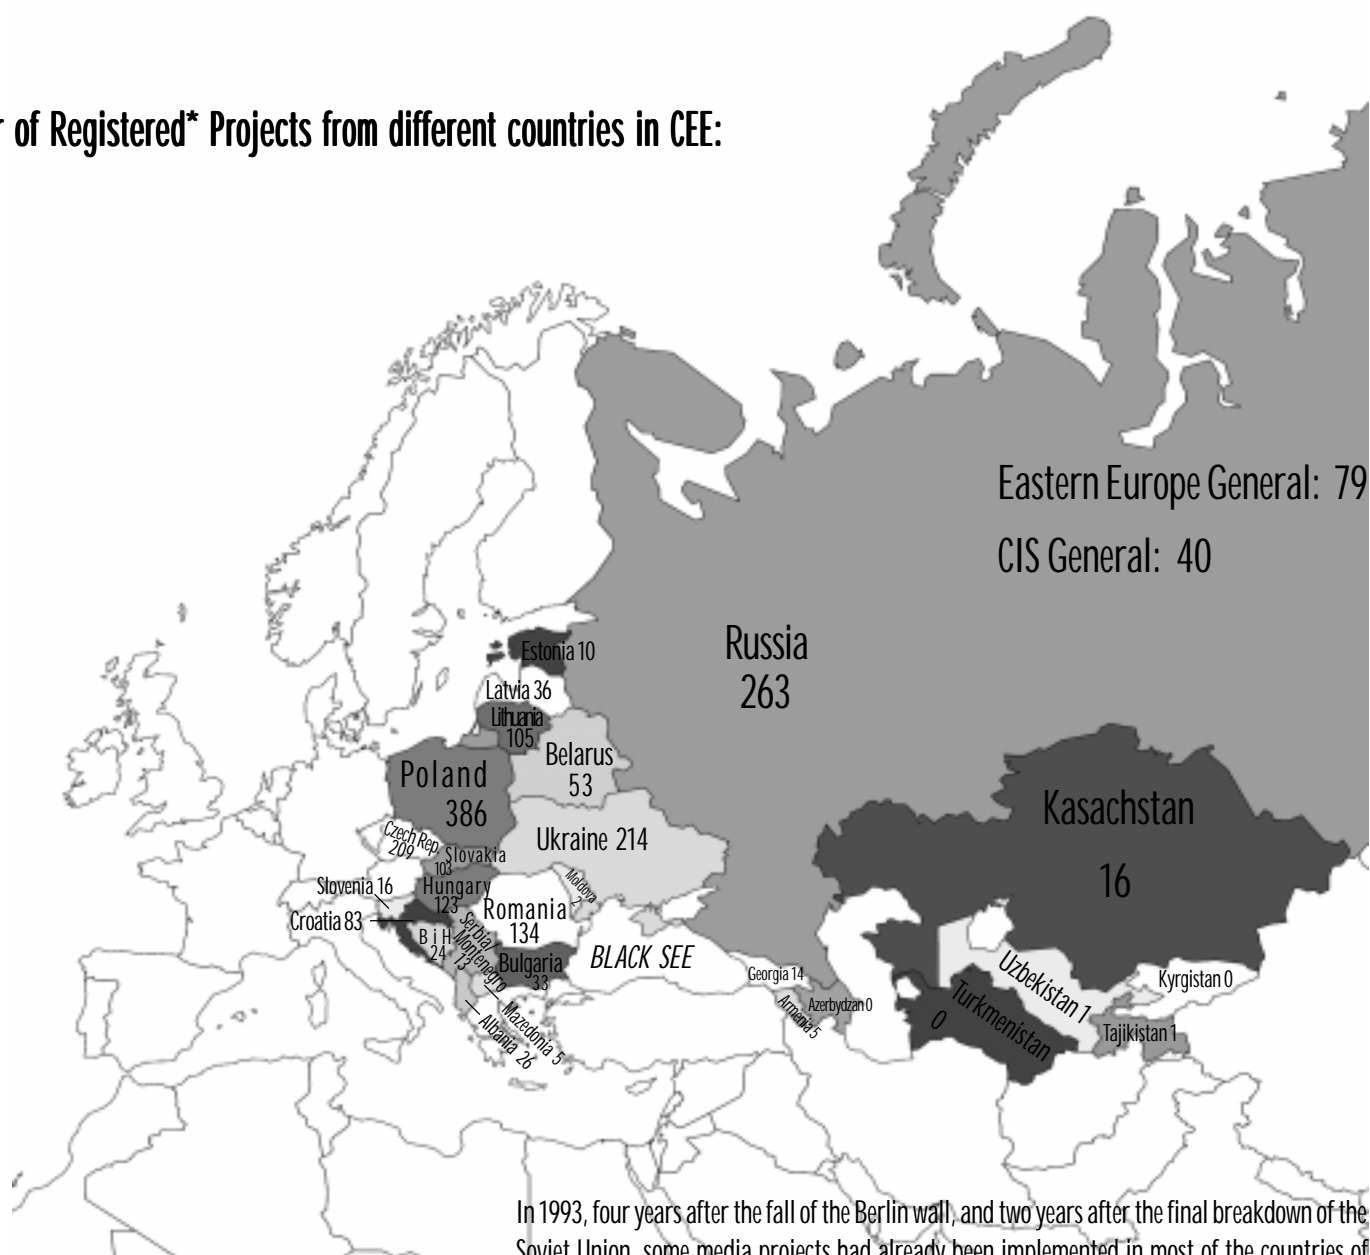 of Registered* Projects from different countries in CEE:
Eastern Europe General: 79
CIS General: 40
Russia
263
Estonia 10
Latvia 36
Lithuania
105
Belarus
53
Poland
386
Kasachstan
16
Ukraine 214
Czech Rep.
209
Slovakia
103
Slovenia 16
Hungary
123
Moldova
2
Croatia 83
Romania
134
Serbia/
Montenegro
13
B i H
24
BLACK SEE
Bulgaria
33
Georgia 14
Armenia 5
Azerbydzan 0
Uzbekistan 1
Kyrgistan 0
Turkmenistan
0
Tajikistan 1
Mazedonia 5
Albania 26
In 1993, four years after the fall of the Berlin wall, and two years after the final breakdown of the
Soviet Union, some media projects had already been implemented in most of the countries of